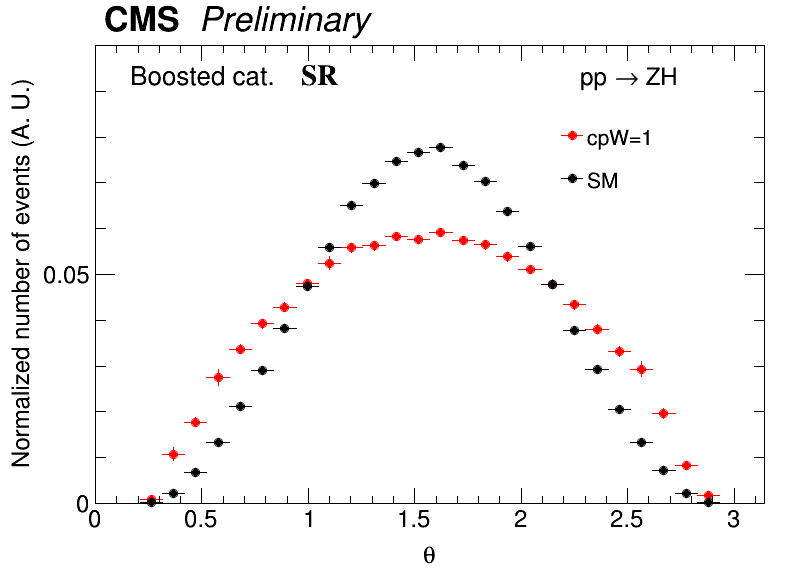 CMS Preliminary
Boosted cat. SR
pp → ZH
cpW=1
SM
Normalized number of events (A. U.)
0.05
0
0 0.5 1 1.5 2 2.5 3
θ